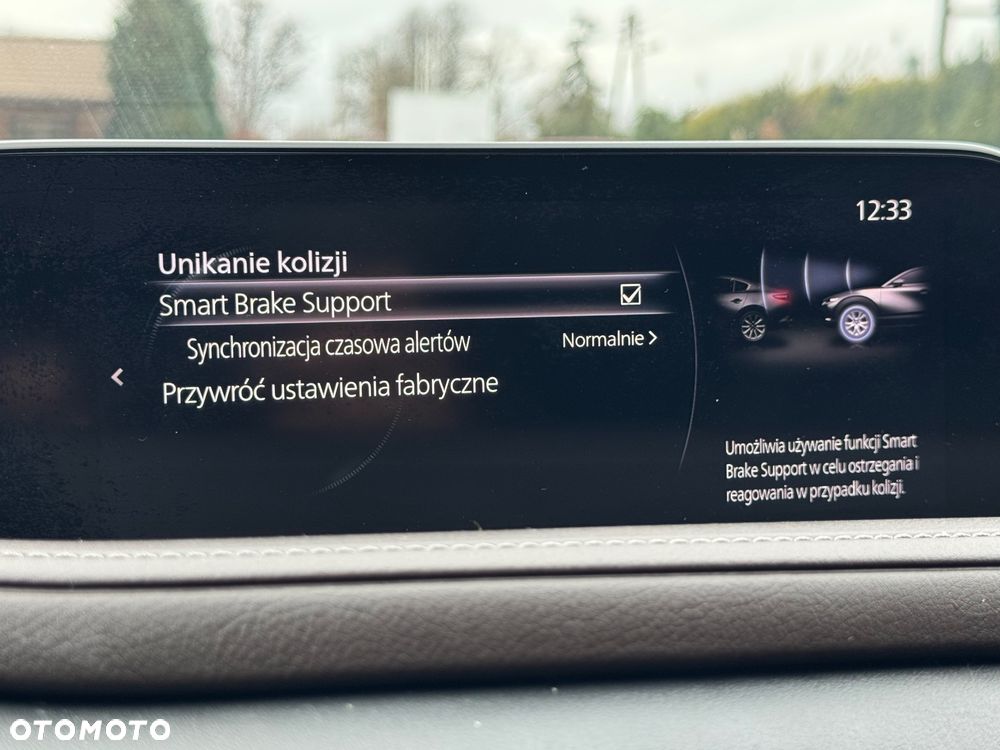 12:33
Unikanie kolizji
Smart Brake Support
Synchronizacja czasowa alertów Normalnie >
<
Przywróć ustawienia fabryczne
Umożliwia używanie funkcji Smart
Brake Support w celu ostrzegania i
reagowania w przypadku kolizji.
OTOMOTO